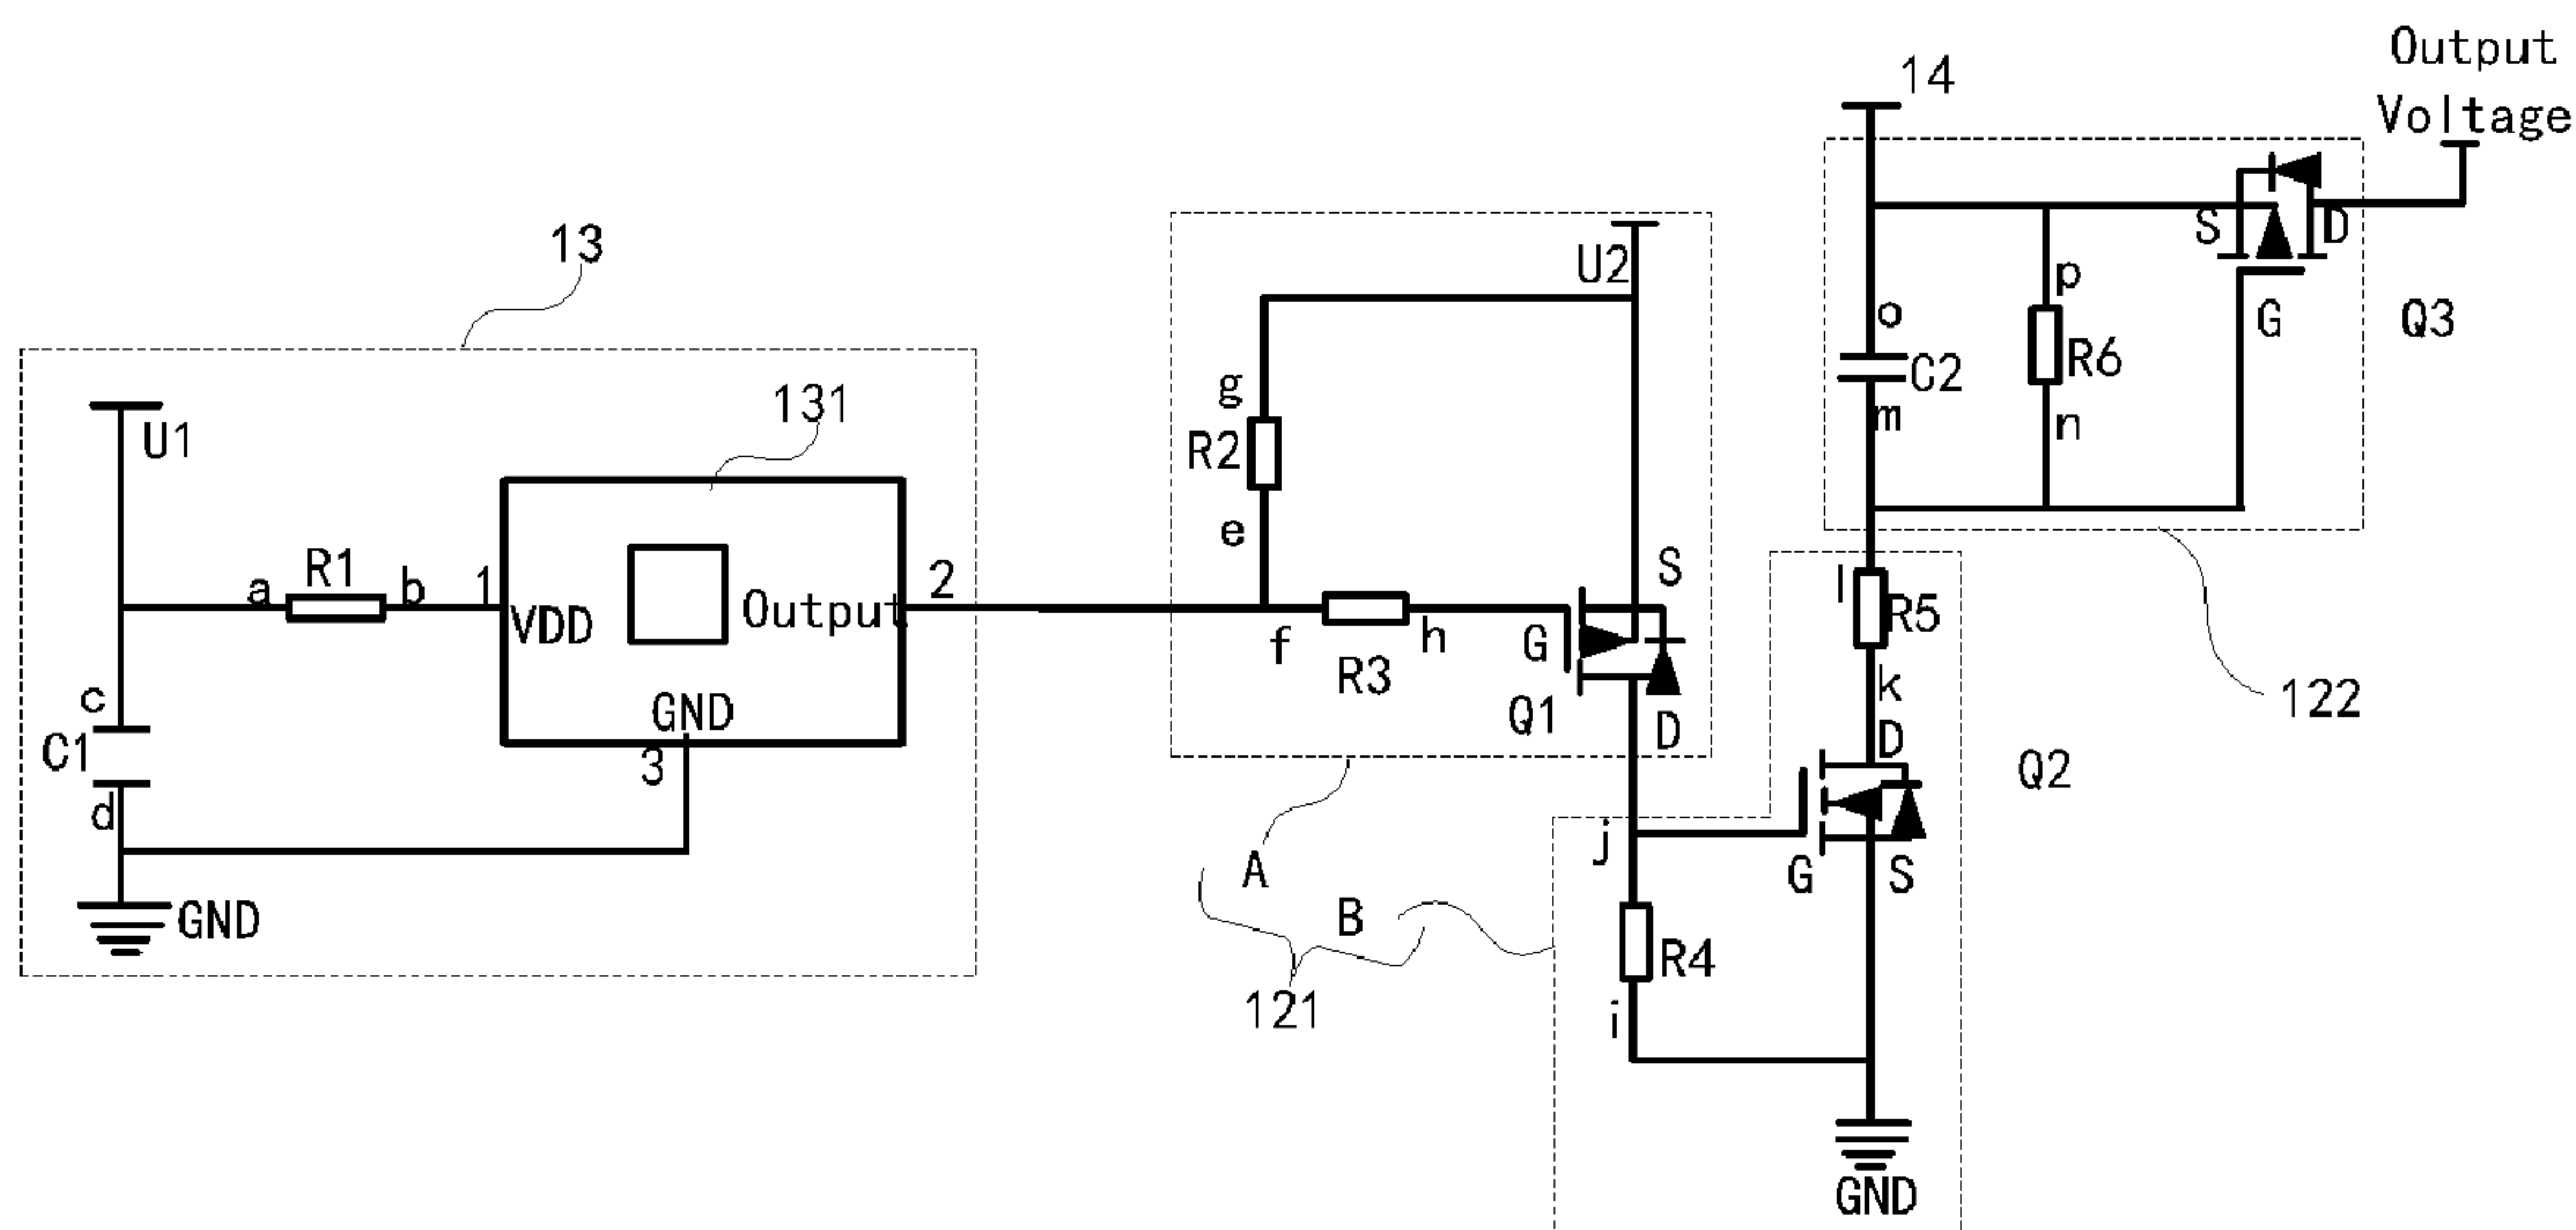 Output
Voltage
14
13
U2
S
D
p
G
Q3
o
C2
R6
m
n
g
R2
e
131
U1
122
a
R1
b
1
VDD
Output
2
f
R3
h
G
S
Q1
D
l
R5
k
D
Q2
c
C1
d
GND
3
GND
A
B
121
j
G
S
R4
i
GND